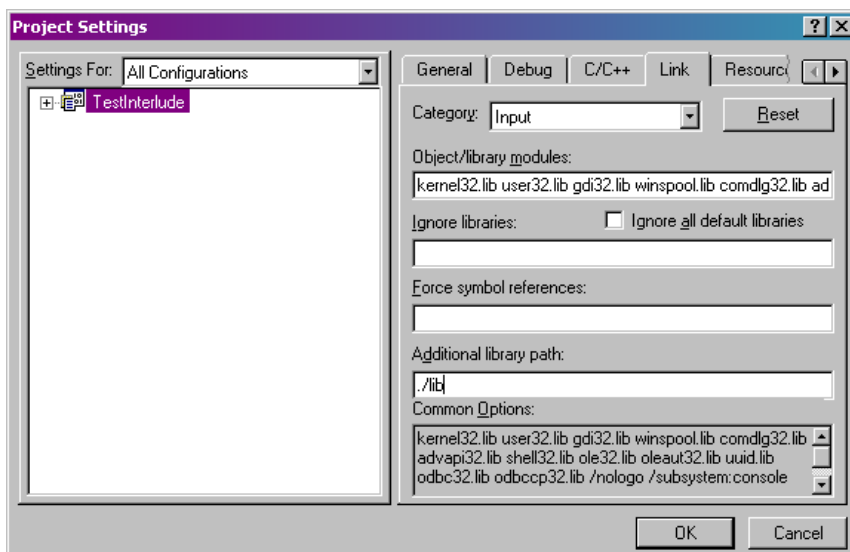 Project Settings
Settings For: All Configurations
TestInterlude
General Debug C/C++ Link Resourc
Category: Input Reset
Object/library modules:
kernel32.lib user32.lib gdi32.lib winspool.lib comdlg32.lib ad
Ignore libraries: Ignore all default libraries
Force symbol references:
Additional library path:
./lib
Common Options:
kernel32.lib user32.lib gdi32.lib winspool.lib comdlg32.lib
advapi32.lib shell32.lib ole32.lib oleaut32.lib uuid.lib
odbc32.lib odbccp32.lib /nologo /subsystem:console
OK Cancel